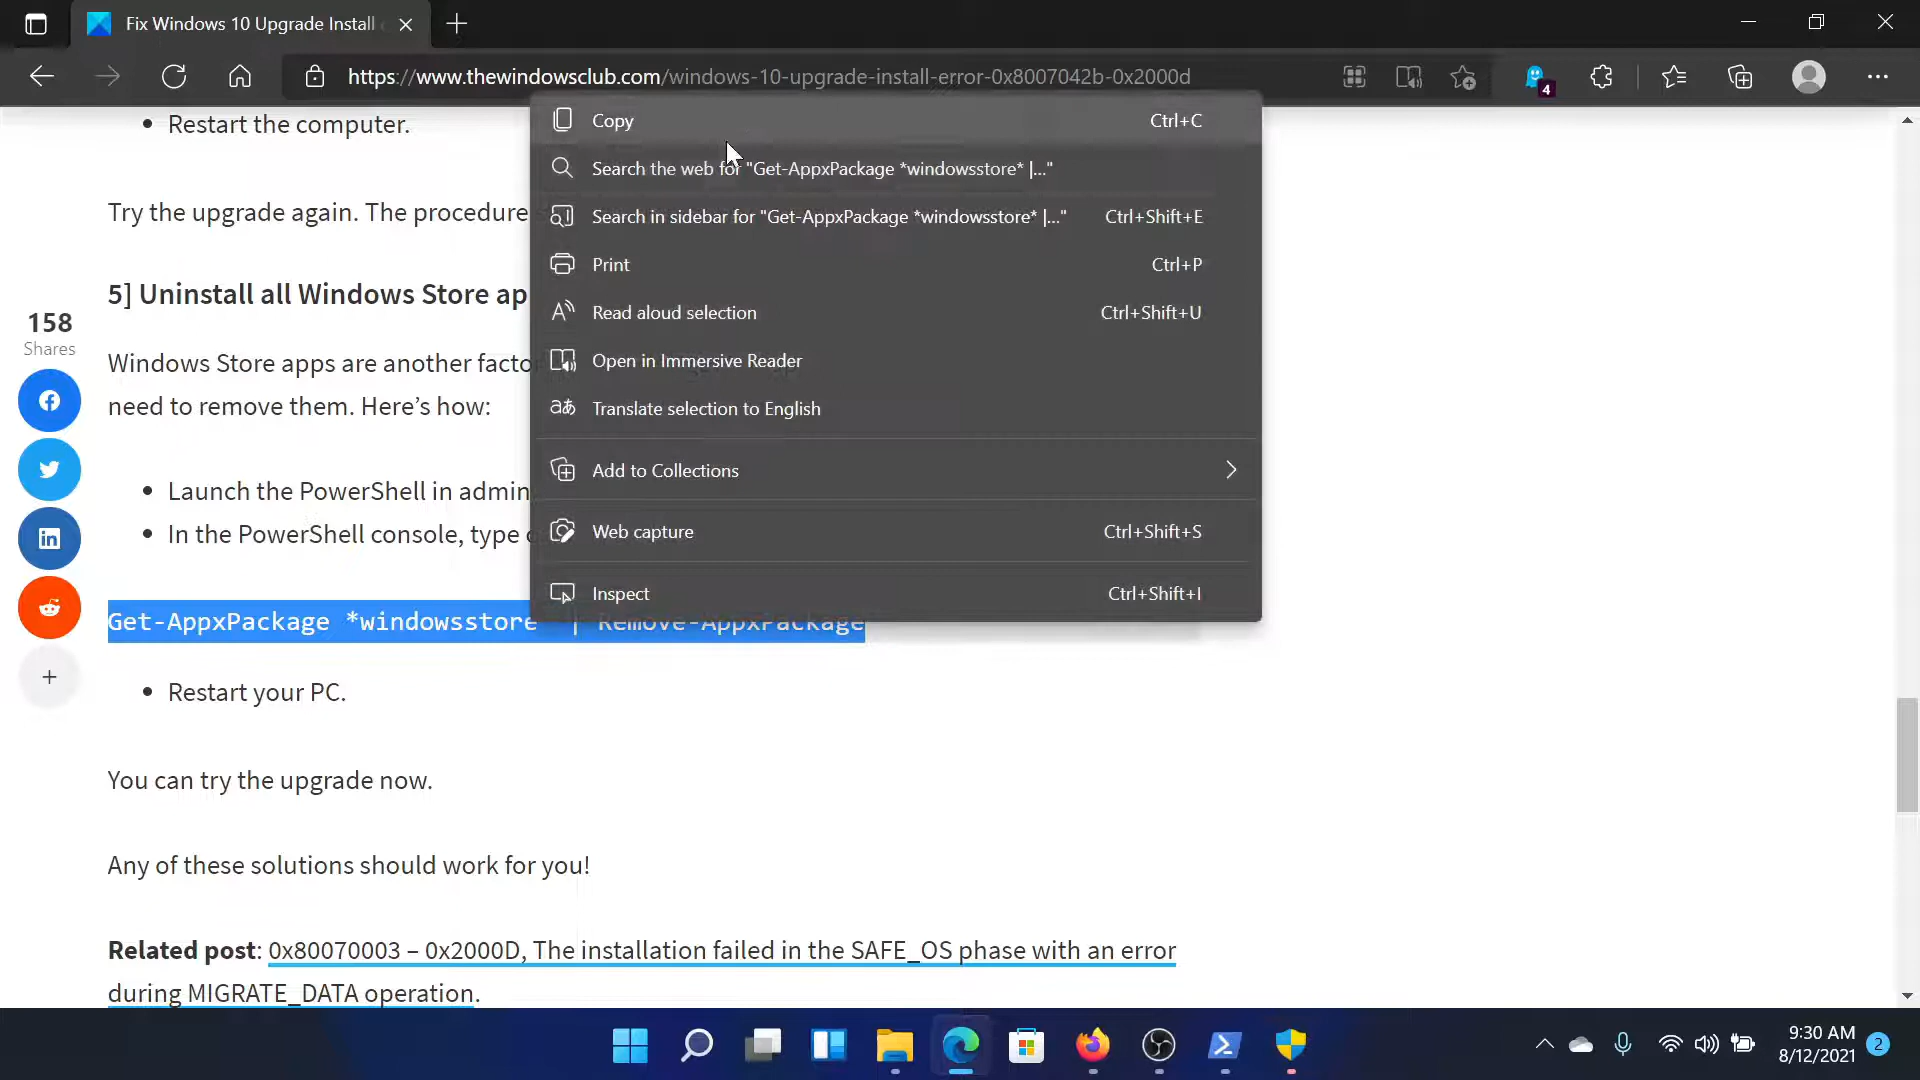 Fix Windows 10 Upgrade Install
https://www.thewindowsclub.com/windows-10-upgrade-install-error-0x8007042b-0x2000d
4
Restart the computer.
Try the upgrade again. The procedure
5] Uninstall all Windows Store ap
158
Shares
Windows Store apps are another facto
need to remove them. Here's how:
Launch the PowerShell in admin
In the PowerShell console, type
Get-AppxPackage *windowsstore* | Remove-AppxPackage
Restart your PC.
You can try the upgrade now.
Any of these solutions should work for you!
Related post: 0x80070003 – 0x2000D, The installation failed in the SAFE_OS phase with an error
during MIGRATE_DATA operation.
Copy Ctrl+C
Search the web for "Get-AppxPackage *windowsstore* |..."
Search in sidebar for "Get-AppxPackage *windowsstore* |..." Ctrl+Shift+E
Print Ctrl+P
Read aloud selection Ctrl+Shift+U
Open in Immersive Reader
Translate selection to English
Add to Collections
Web capture Ctrl+Shift+S
Inspect Ctrl+Shift+I
9:30 AM
8/12/2021
2